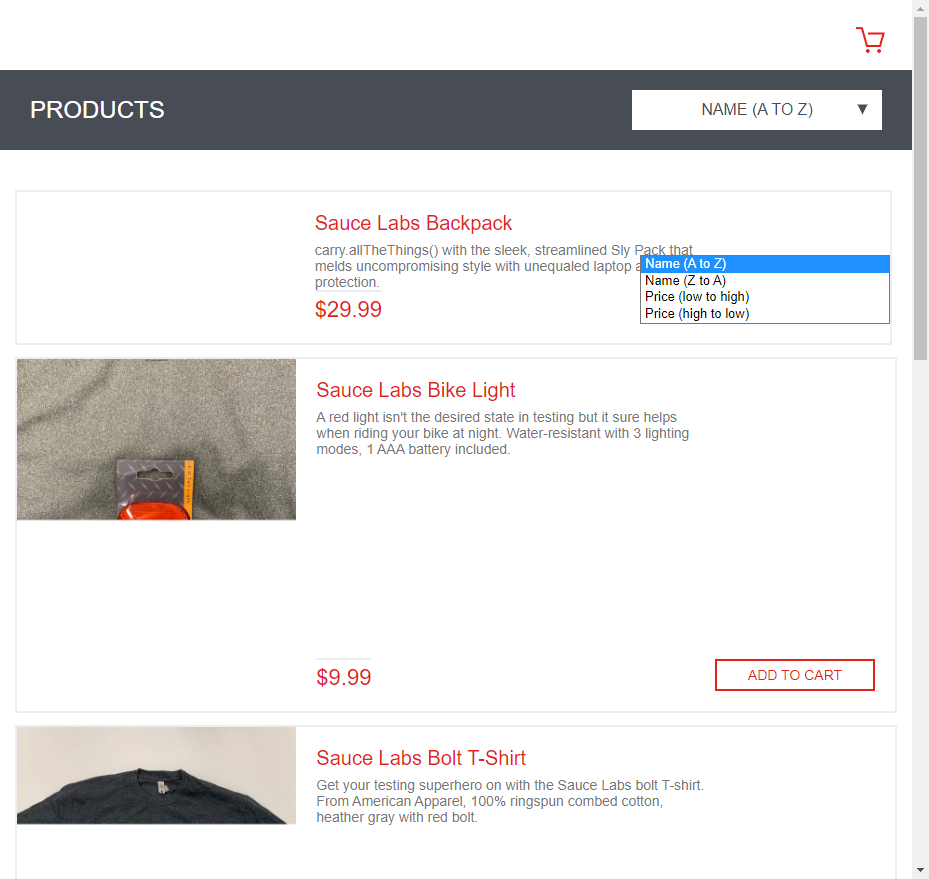 PRODUCTS
NAME (A TO Z)
Sauce Labs Backpack
carry.allTheThings() with the sleek, streamlined Sly Pack that
melds uncompromising style with unequaled laptop a
protection.
$29.99
Name (A to Z)
Name (Z to A)
Price (low to high)
Price (high to low)
Sauce Labs Bike Light
A red light isn't the desired state in testing but it sure helps
when riding your bike at night. Water-resistant with 3 lighting
modes, 1 AAA battery included.
$9.99
ADD TO CART
Sauce Labs Bolt T-Shirt
Get your testing superhero on with the Sauce Labs bolt T-shirt.
From American Apparel, 100% ringspun combed cotton,
heather gray with red bolt.